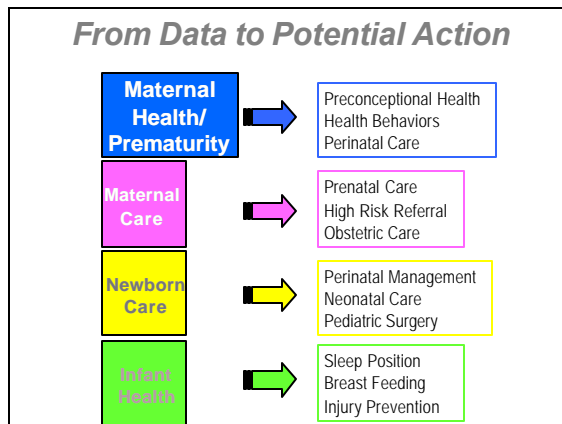 From Data to Potential Action
Maternal
Health/
Prematurity
Preconceptional Health
Health Behaviors
Perinatal Care
Maternal
Care
Prenatal Care
High Risk Referral
Obstetric Care
Newborn
Care
Perinatal Management
Neonatal Care
Pediatric Surgery
Infant
Health
Sleep Position
Breast Feeding
Injury Prevention